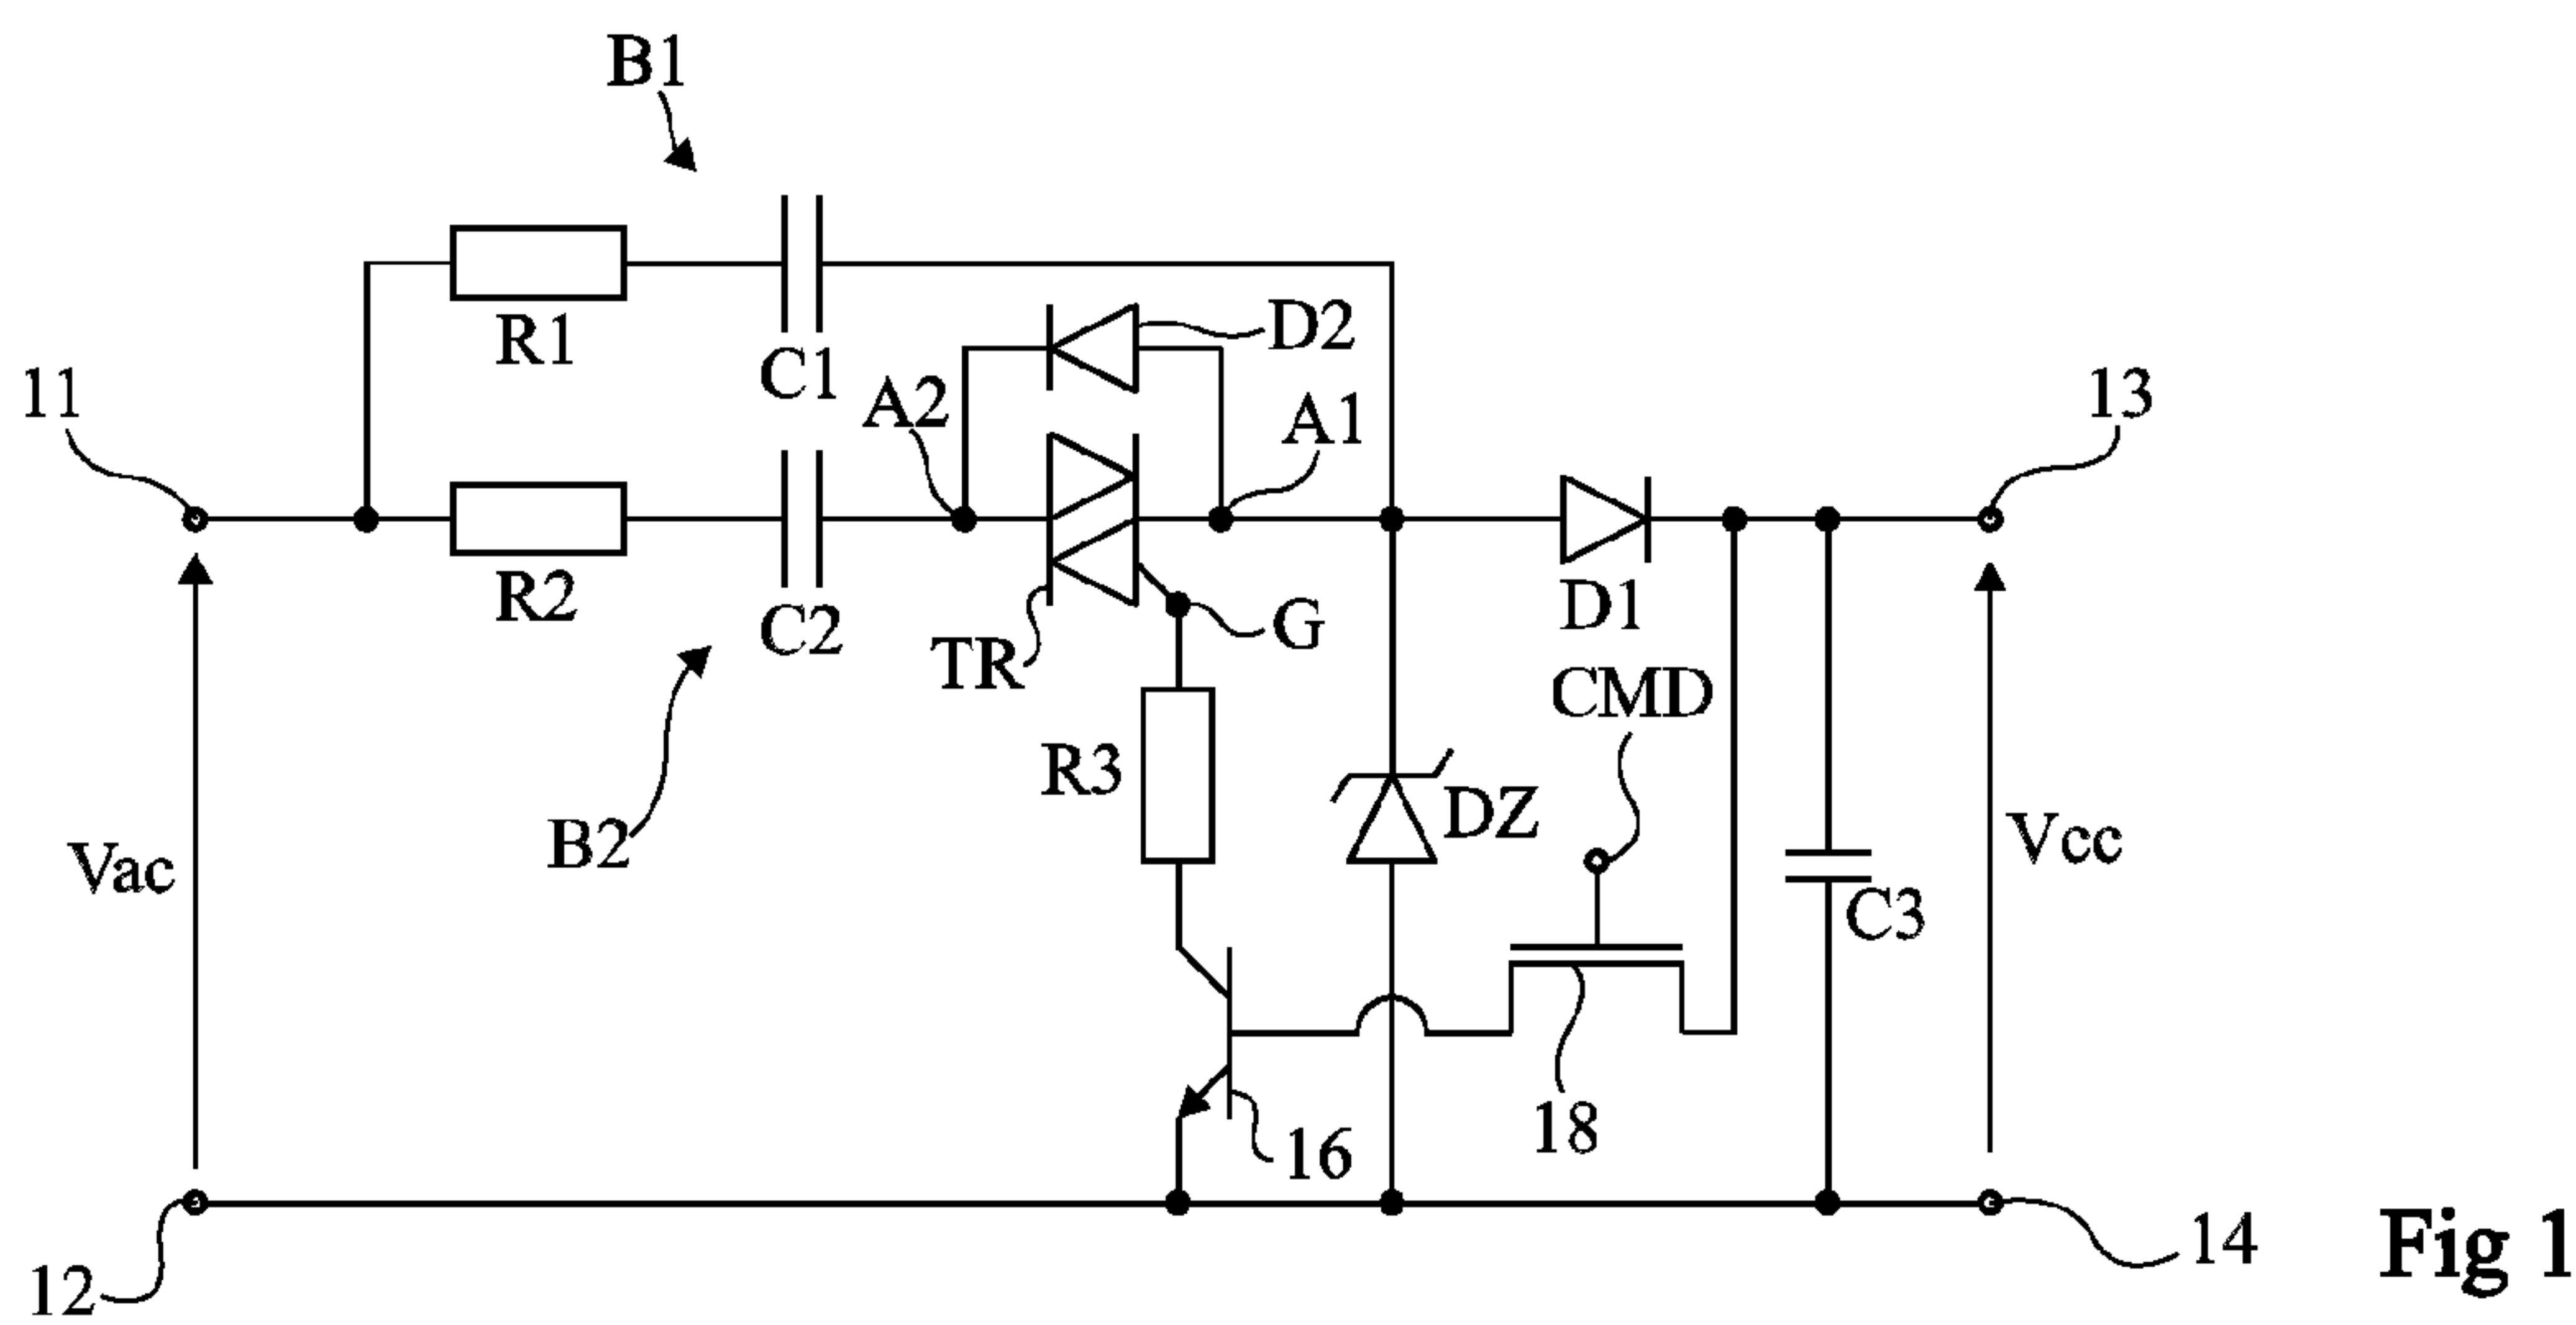 B1
R1
C1
D2
11
A2
A1
13
R2
C2
TR
G
D1
CMD
B2
R3
DZ
Vac
Vcc
C3
16
18
12
14
Fig 1